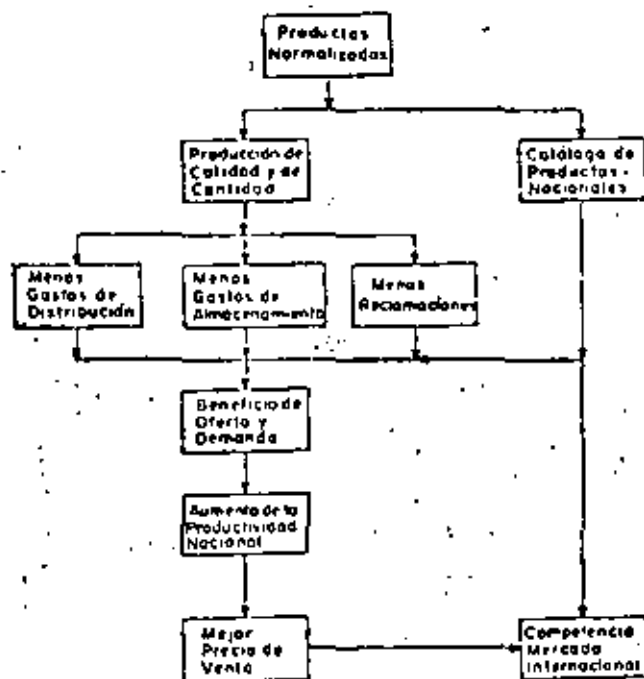 Productos
Normalizados
Producción de
Calidad y de
Cantidad
Catálogo de
Productos -
Nacionales
Menos
Gastos de
Distribución
Menos
Gastos de
Almacenamiento
Menos
Reclamaciones
Beneficio de
Oferta y
Demanda
Aumento de la
Productividad
Nacional
Mejor
Precio de
Venta
Competencia
Mercado
Internacional